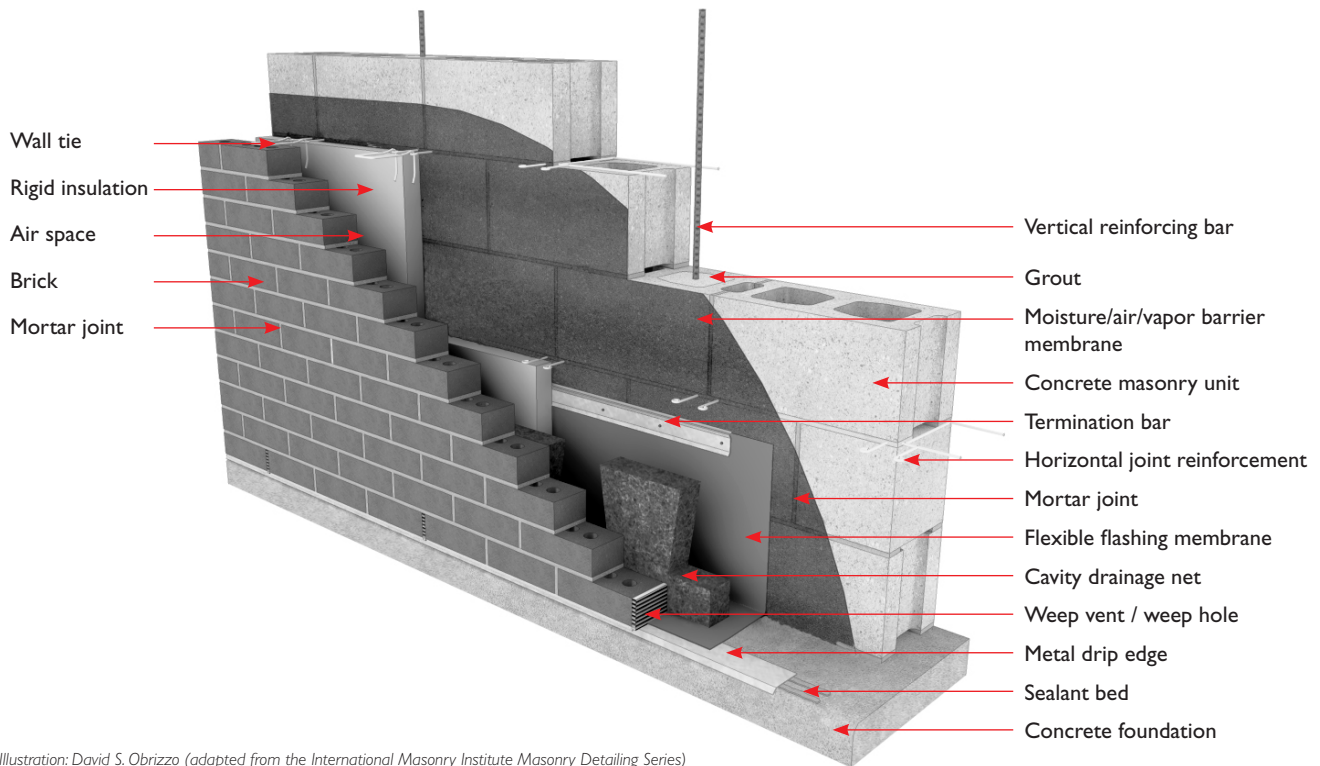 Wall tie
Rigid insulation
Air space
Brick
Mortar joint
Vertical reinforcing bar
Grout
Moisture/air/vapor barrier
membrane
Concrete masonry unit
Termination bar
Horizontal joint reinforcement
Mortar joint
Flexible flashing membrane
Cavity drainage net
Weep vent / weep hole
Metal drip edge
Sealant bed
Concrete foundation
Illustration: David S. Obrizzo (adapted from the International Masonry Institute Masonry Detailing Series)